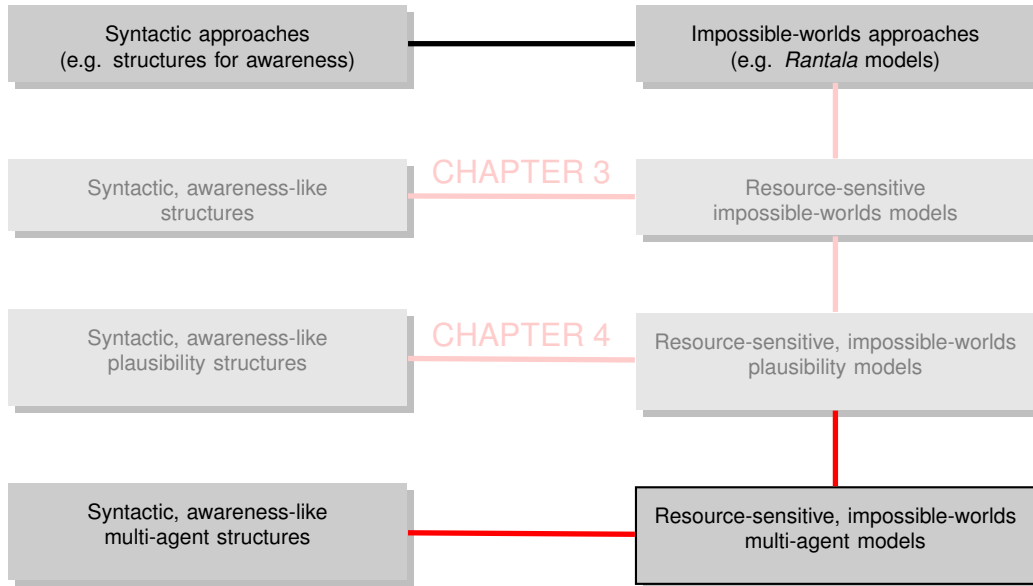 Syntactic approaches
(e.g. structures for awareness)
Impossible-worlds approaches
(e.g. Rantala models)
Syntactic, awareness-like
structures
CHAPTER 3
Resource-sensitive
impossible-worlds models
Syntactic, awareness-like
plausibility structures
CHAPTER 4
Resource-sensitive, impossible-worlds
plausibility models
Syntactic, awareness-like
multi-agent structures
Resource-sensitive, impossible-worlds
multi-agent models